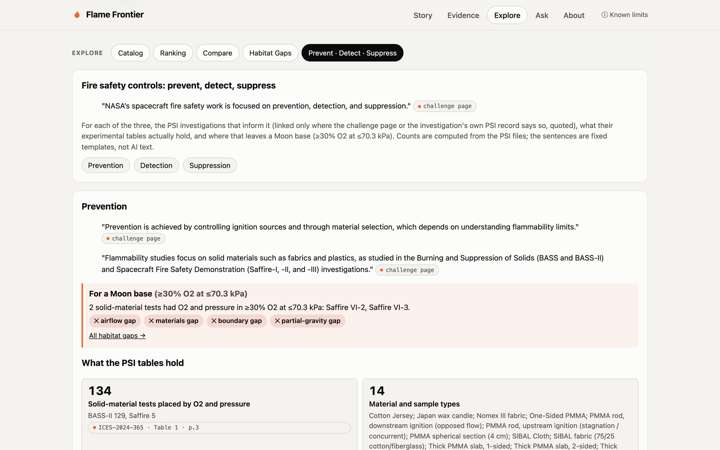 Flame Frontier
Story Evidence Explore Ask About ⓘ Known limits
EXPLORE Catalog Ranking Compare Habitat Gaps Prevent · Detect · Suppress
Fire safety controls: prevent, detect, suppress
"NASA's spacecraft fire safety work is focused on prevention, detection, and suppression." challenge page
For each of the three, the PSI investigations that inform it (linked only where the challenge page or the investigation's own PSI record says so, quoted), what their
experimental tables actually hold, and where that leaves a Moon base (≥30% O2 at ≤70.3 kPa). Counts are computed from the PSI files; the sentences are fixed
templates, not AI text.
Prevention Detection Suppression
Prevention
"Prevention is achieved by controlling ignition sources and through material selection, which depends on understanding flammability limits."
challenge page
"Flammability studies focus on solid materials such as fabrics and plastics, as studied in the Burning and Suppression of Solids (BASS and BASS-II)
and Spacecraft Fire Safety Demonstration (Saffire-I, -II, and -III) investigations." challenge page
For a Moon base (≥30% O2 at ≤70.3 kPa)
2 solid-material tests had O2 and pressure in ≥30% O2 at ≤70.3 kPa: Saffire VI-2, Saffire VI-3.
✕ airflow gap ✕ materials gap ✕ boundary gap ✕ partial-gravity gap
All habitat gaps →
What the PSI tables hold
134
Solid-material tests placed by O2 and pressure
BASS-II 129, Saffire 5
ICES-2024-365 · Table 1 · p.3
14
Material and sample types
Cotton Jersey; Japan wax candle; Nomex III fabric; One-Sided PMMA; PMMA rod,
downstream ignition (opposed flow); PMMA rod, upstream ignition (stagnation /
concurrent); PMMA spherical section (4 cm); SIBAL Cloth; SIBAL fabric (75/25
cotton/fiberglass); Thick PMMA slab, 1-sided; Thick PMMA slab, 2-sided; Thick